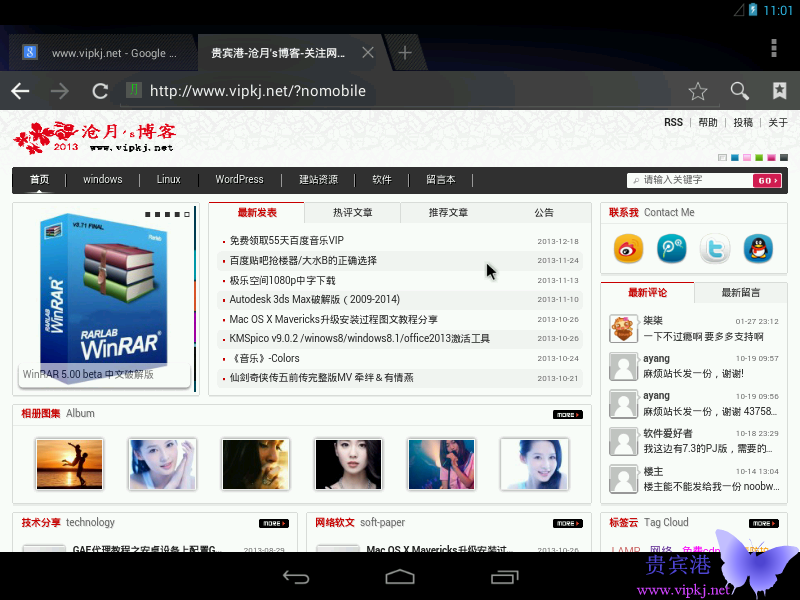 11:01
www.vipkj.net - Google ...
贵宾港-沧月's博客-关注网...
http://www.vipkj.net/?nomobile
沧月's博客
2013 www.vipkj.net
RSS | 帮助 | 投稿 | 关于
首页 windows Linux WordPress 建站资源 软件 留言本
请输入关键字 GO
v3.71 FINAL
RARLAB
WinRAR
WinRAR 5.00 beta 中文破解版
最新发表 热评文章 推荐文章 公告
免费领取55天百度音乐VIP 2013-12-18
百度贴吧抢楼器/大水B的正确选择 2013-11-24
极乐空间1080p中字下载 2013-11-13
Autodesk 3ds Max破解版 ( 2009-2014) 2013-11-10
Mac OS X Mavericks升级安装过程图文教程分享 2013-10-26
KMSpico v9.0.2 /winows8/windows8.1/office2013激活工具 2013-10-26
《音乐》-Colors 2013-10-24
仙剑奇侠传五前传完整版MV 牵绊＆有情燕 2013-10-21
联系我 Contact Me
最新评论 最新留言
柒柒 01-27 23:12
一下不过瘾啊 要多多支持啊
ayang 10-19 09:57
麻烦站长发一份，谢谢!
ayang 10-19 09:56
麻烦站长发一份，谢谢 43758...
软件爱好者 10-18 23:29
我这边有7.3的PJ版，需要的...
楼主 10-14 13:04
楼主能不能发给我一份 noobw...
相册图集 Album MORE
技术分享 technology MORE
网络软文 soft-paper MORE
标签云 Tag Cloud MORE
GAE代理教程之安卓设备上配置G... 2013-08-29
Mac OS X Mavericks升级安装过... 2013-10-26
LAMP 网络 免费cdn
贵宾港
www.vipkj.net